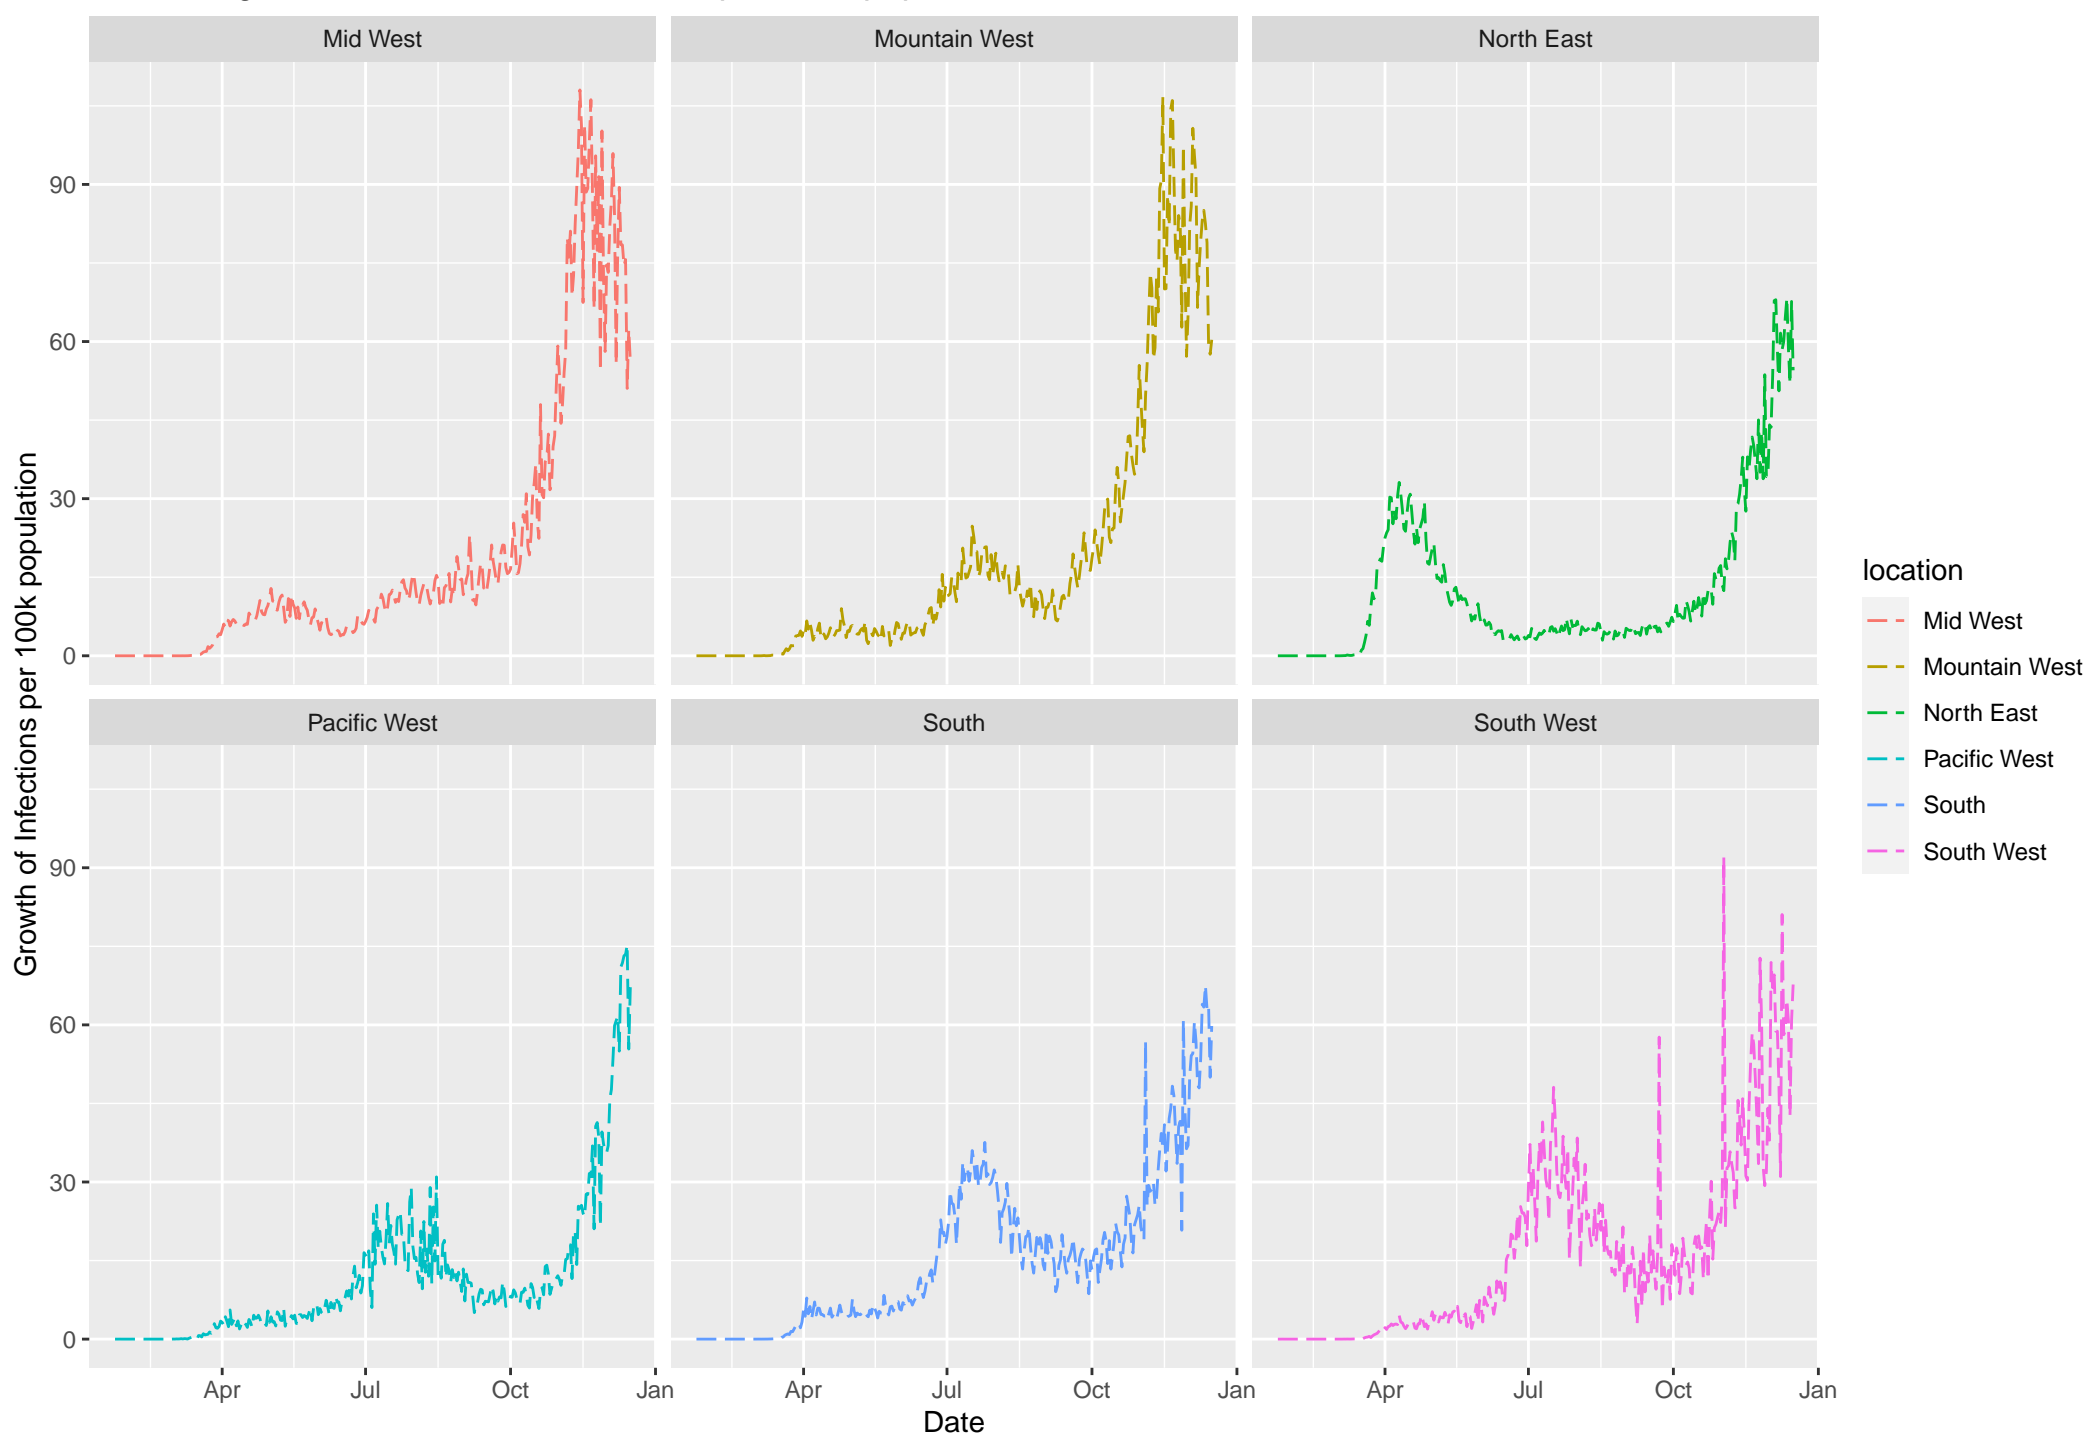 Mid West
Mountain West
North East
90
60
30
0
Pacific West
South
South West
90
60
30
0
Apr
Jul
Oct
Jan
Apr
Jul
Oct
Jan
Apr
Jul
Oct
Jan
Date
Growth of Infections per 100k population
location
Mid West
Mountain West
North East
Pacific West
South
South West